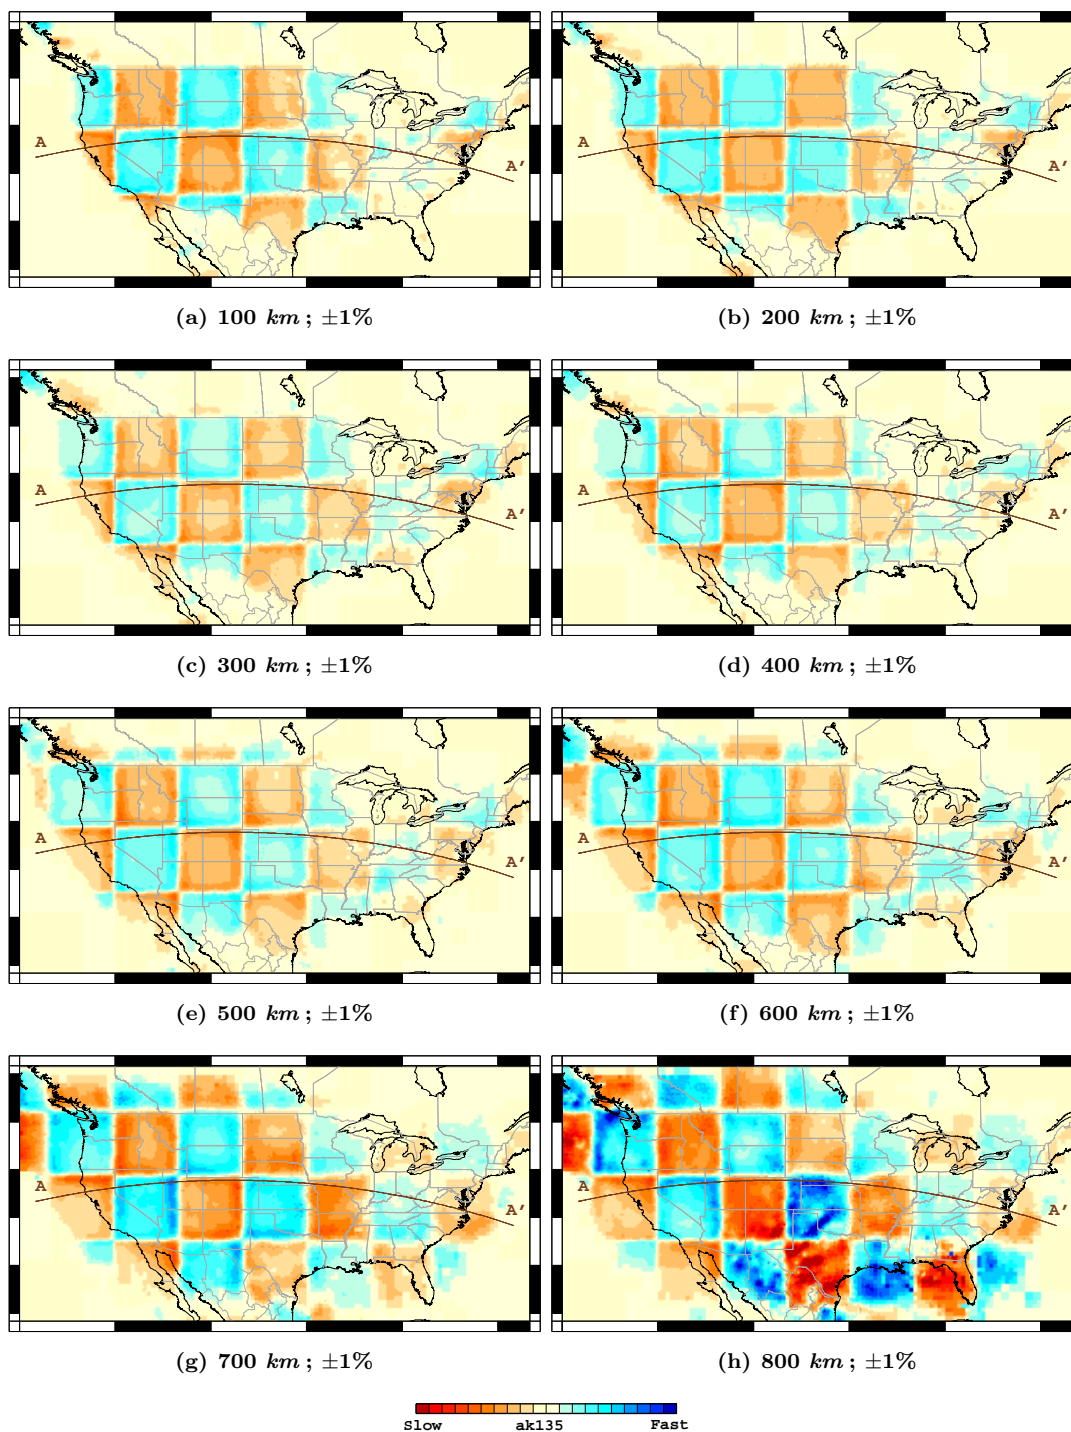 A A'
A A'
(a) 100 km ; ±1%
(b) 200 km ; ±1%
A A'
A A'
(c) 300 km ; ±1%
(d) 400 km ; ±1%
A A'
A A'
(e) 500 km ; ±1%
(f) 600 km ; ±1%
A A'
A A'
(g) 700 km ; ±1%
(h) 800 km ; ±1%
Slow ak135 Fast